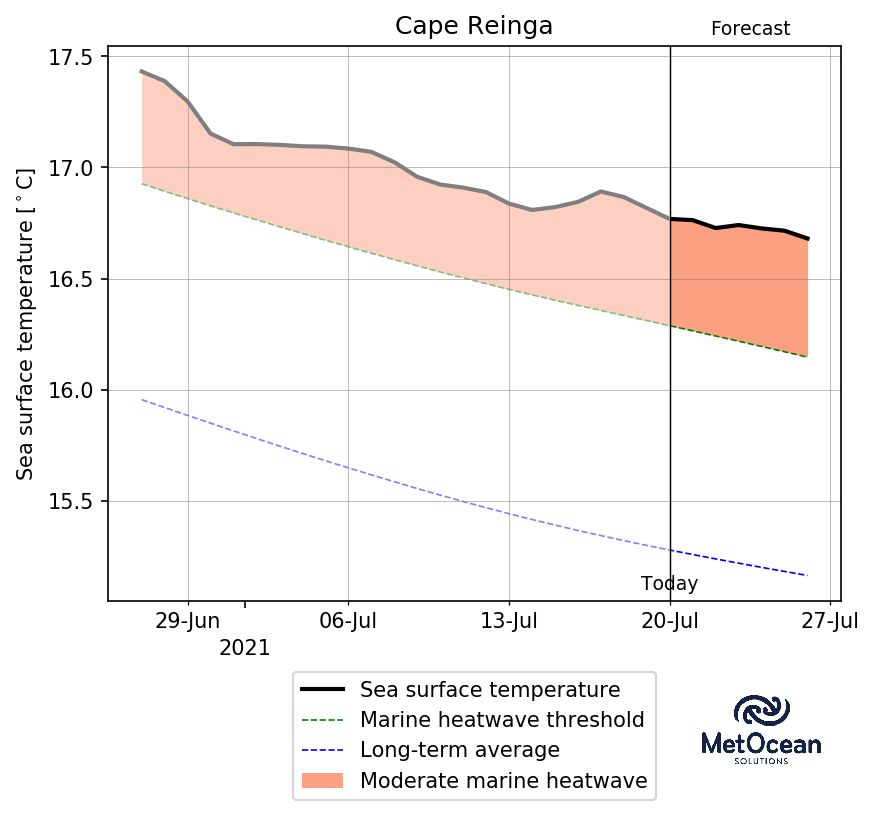 Cape Reinga
Forecast
17.5
17.0
16.5
16.0
15.5
Sea surface temperature [°C]
Today
29-Jun 06-Jul 13-Jul 20-Jul 27-Jul
2021
Sea surface temperature
Marine heatwave threshold
Long-term average
Moderate marine heatwave
MetOcean
SOLUTIONS